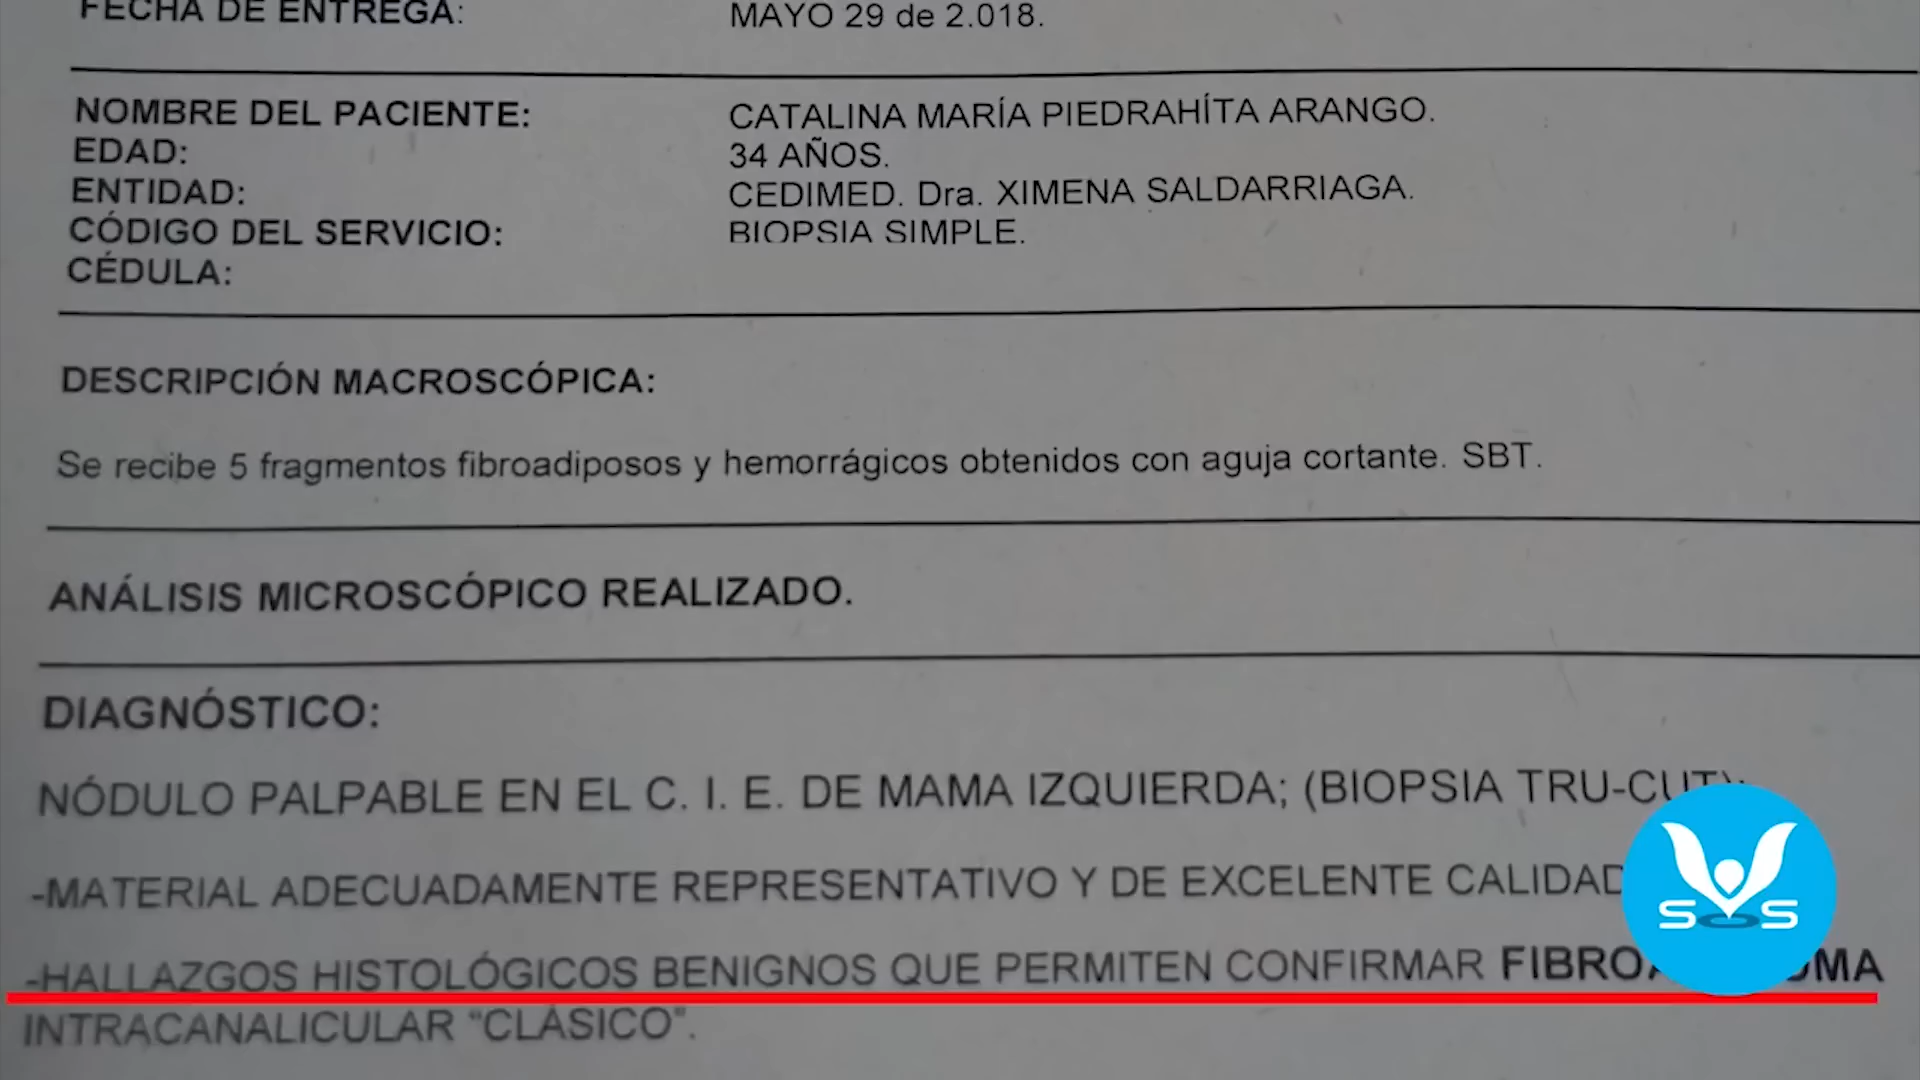 FECHA DE ENTREGA: MAYO 29 de 2.018.
NOMBRE DEL PACIENTE: CATALINA MARÍA PIEDRAHÍTA ARANGO.
EDAD: 34 AÑOS.
ENTIDAD: CEDIMED. Dra. XIMENA SALDARRIAGA.
CÓDIGO DEL SERVICIO: BIOPSIA SIMPLE.
CÉDULA:
DESCRIPCIÓN MACROSCÓPICA:
Se recibe 5 fragmentos fibroadiposos y hemorrágicos obtenidos con aguja cortante. SBT.
ANÁLISIS MICROSCÓPICO REALIZADO.
DIAGNÓSTICO:
NÓDULO PALPABLE EN EL C. I. E. DE MAMA IZQUIERDA; (BIOPSIA TRU-CUT):
-MATERIAL ADECUADAMENTE REPRESENTATIVO Y DE EXCELENTE CALIDAD
SOS
-HALLAZGOS HISTOLÓGICOS BENIGNOS QUE PERMITEN CONFIRMAR
INTRACANALICULAR "CLÁSICO".